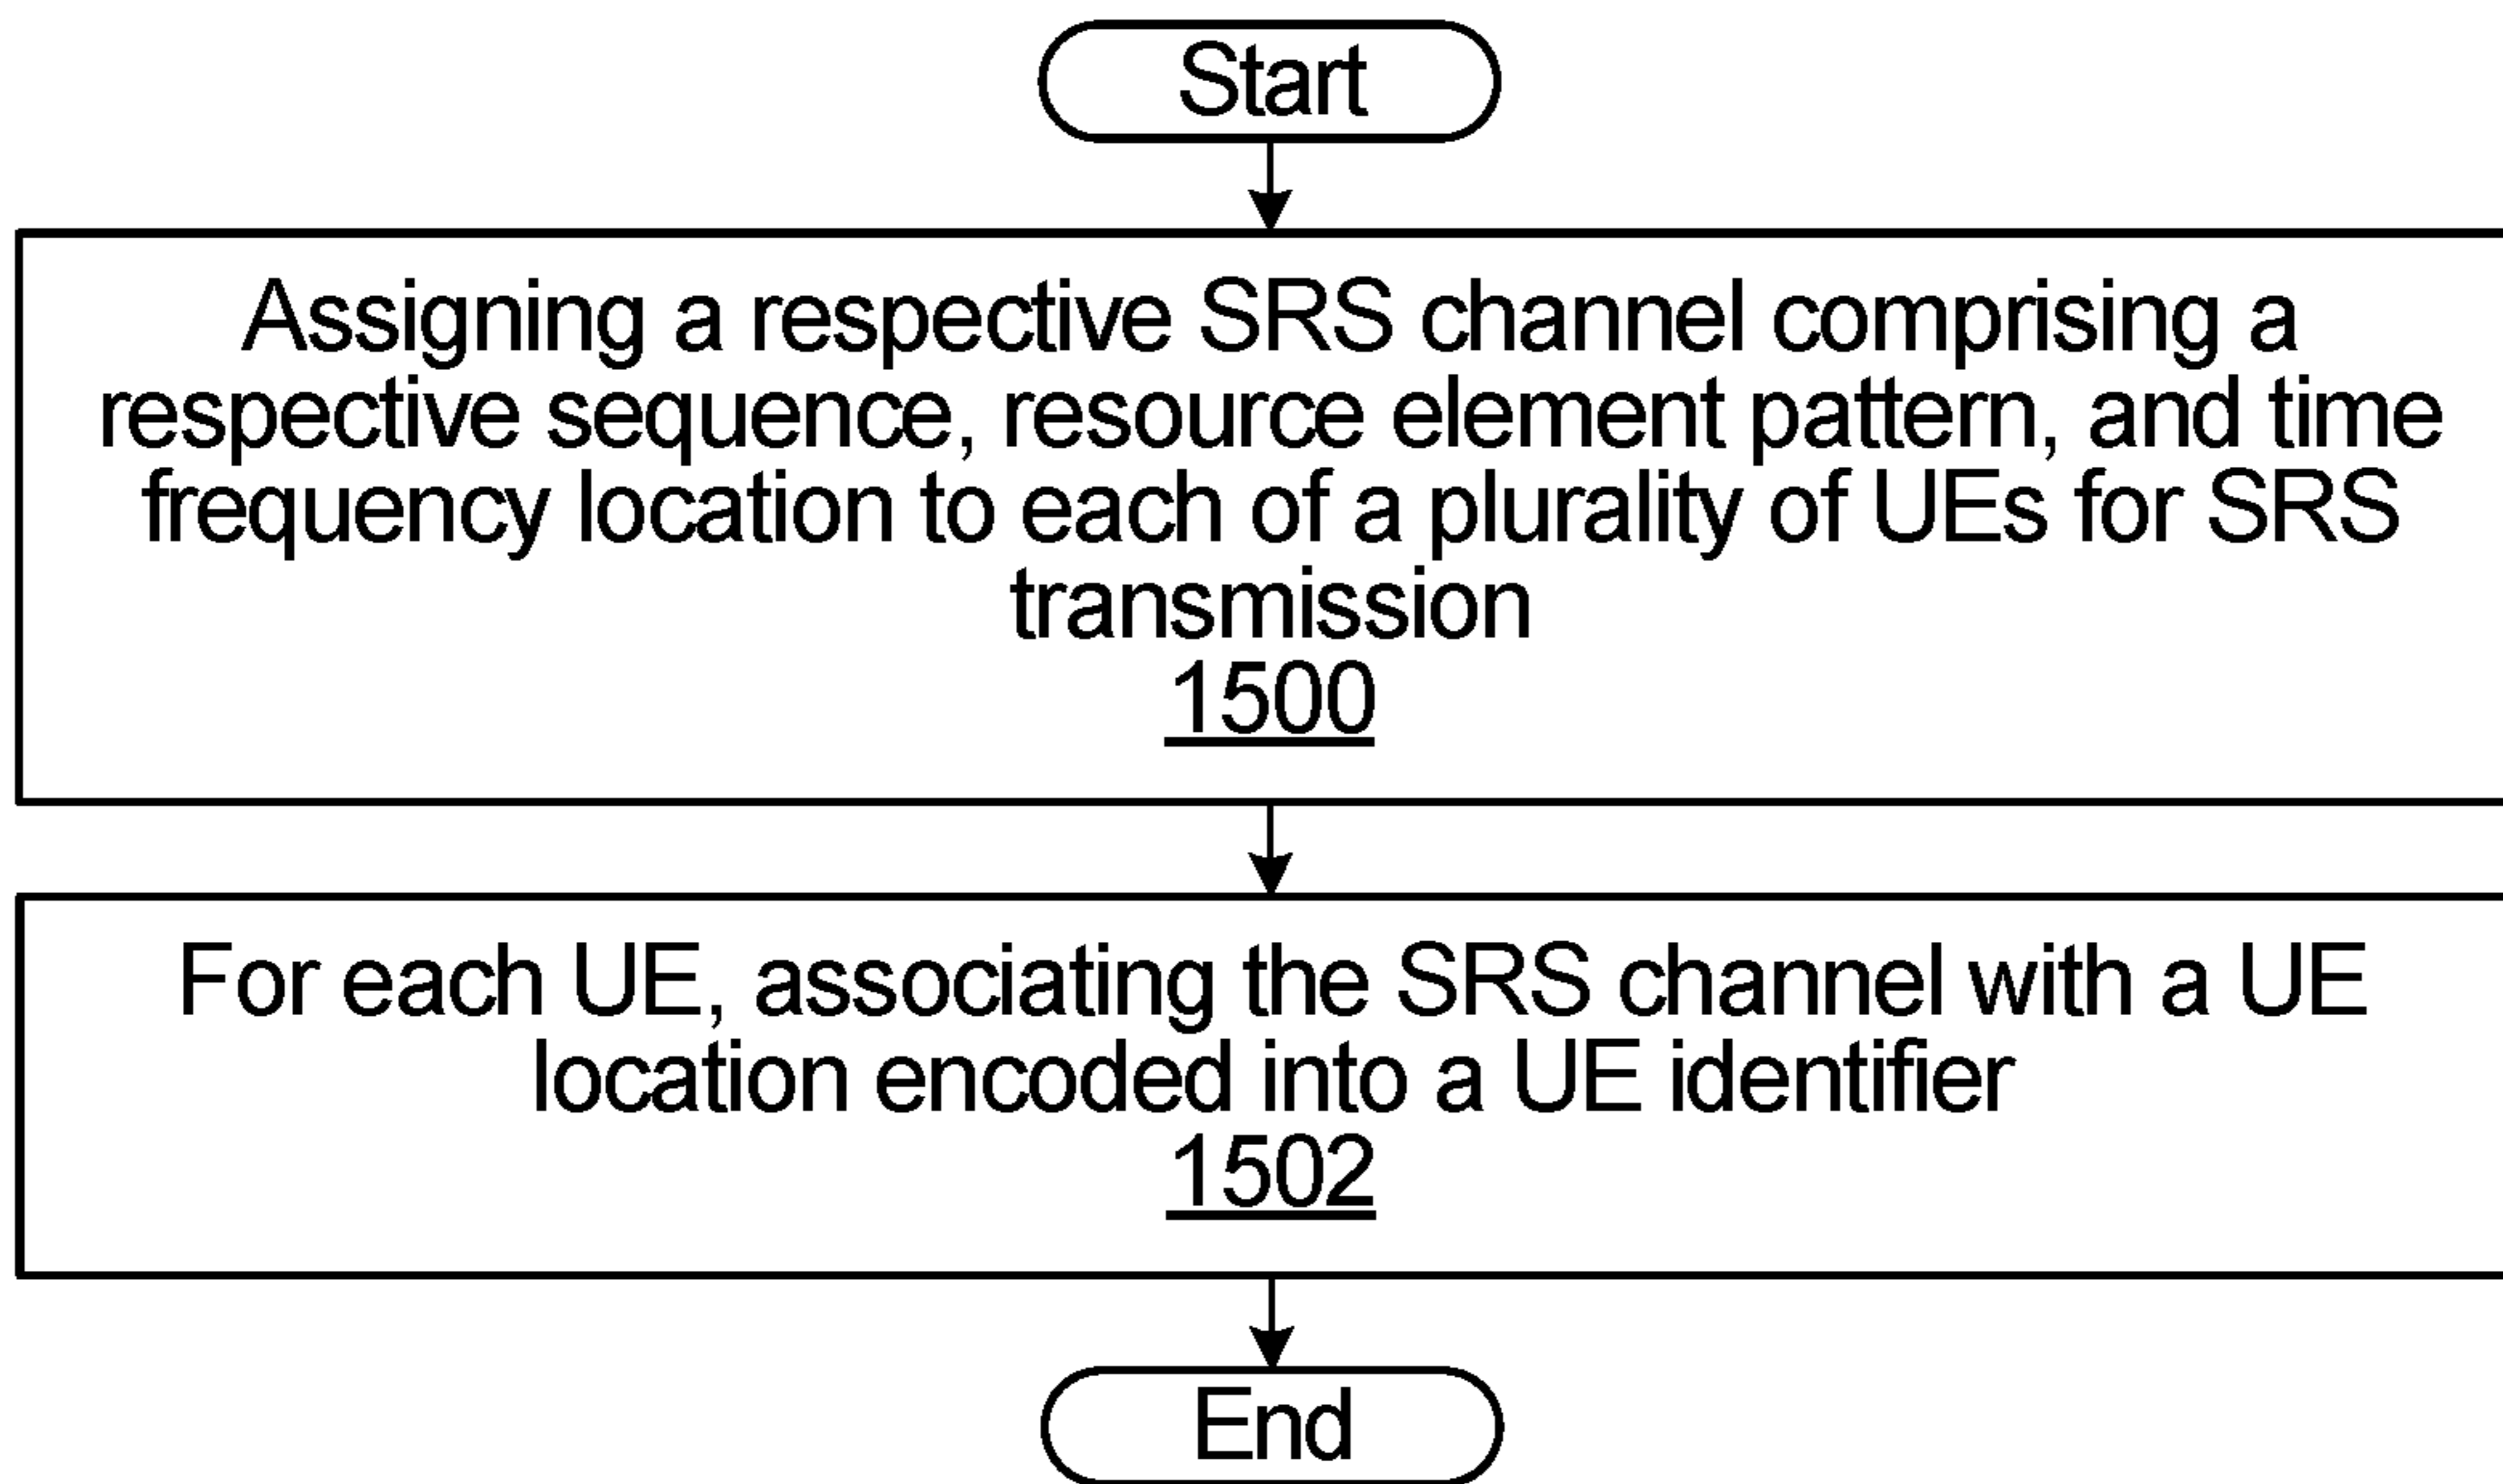 Start
Assigning a respective SRS channel comprising a
respective sequence, resource element pattern, and time
frequency location to each of a plurality of UEs for SRS
transmission
1500
For each UE, associating the SRS channel with a UE
location encoded into a UE identifier
1502
End